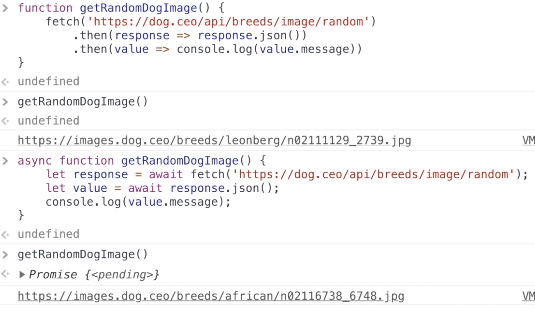 > function getRandomDogImage() {
fetch('https://dog.ceo/api/breeds/image/random')
.then(response => response.json())
.then(value => console.log(value.message))
}
undefined
> getRandomDogImage()
undefined
https://images.dog.ceo/breeds/leonberg/n02111129_2739.jpg VM
> async function getRandomDogImage() {
let response = await fetch('https://dog.ceo/api/breeds/image/random');
let value = await response.json();
console.log(value.message);
}
undefined
> getRandomDogImage()
Promise {<pending>}
https://images.dog.ceo/breeds/african/n02116738_6748.jpg VM